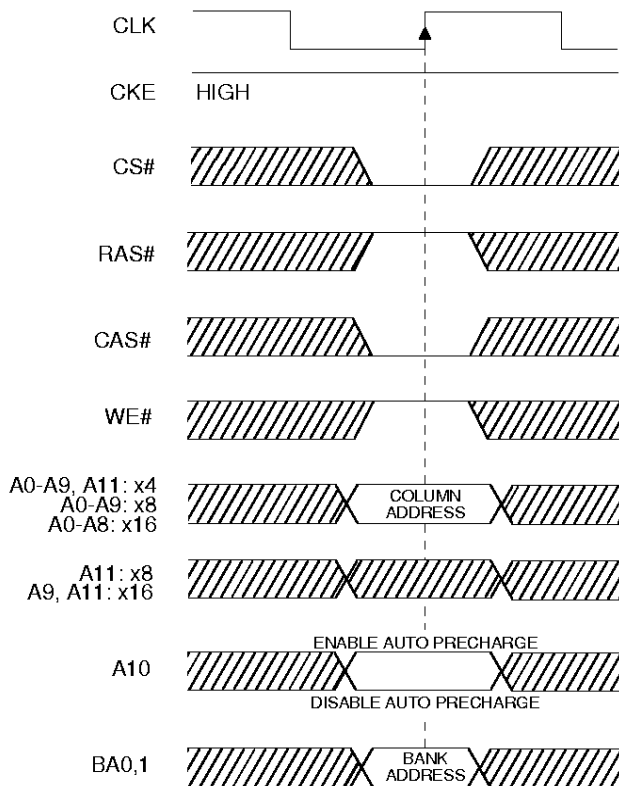 CLK
CKE HIGH
CS#
RAS#
CAS#
WE#
A0-A9, A11: x4
A0-A9: x8
A0-A8: x16
COLUMN
ADDRESS
A11: x8
A9, A11: x16
ENABLE AUTO PRECHARGE
A10
DISABLE AUTO PRECHARGE
BA0,1
BANK
ADDRESS